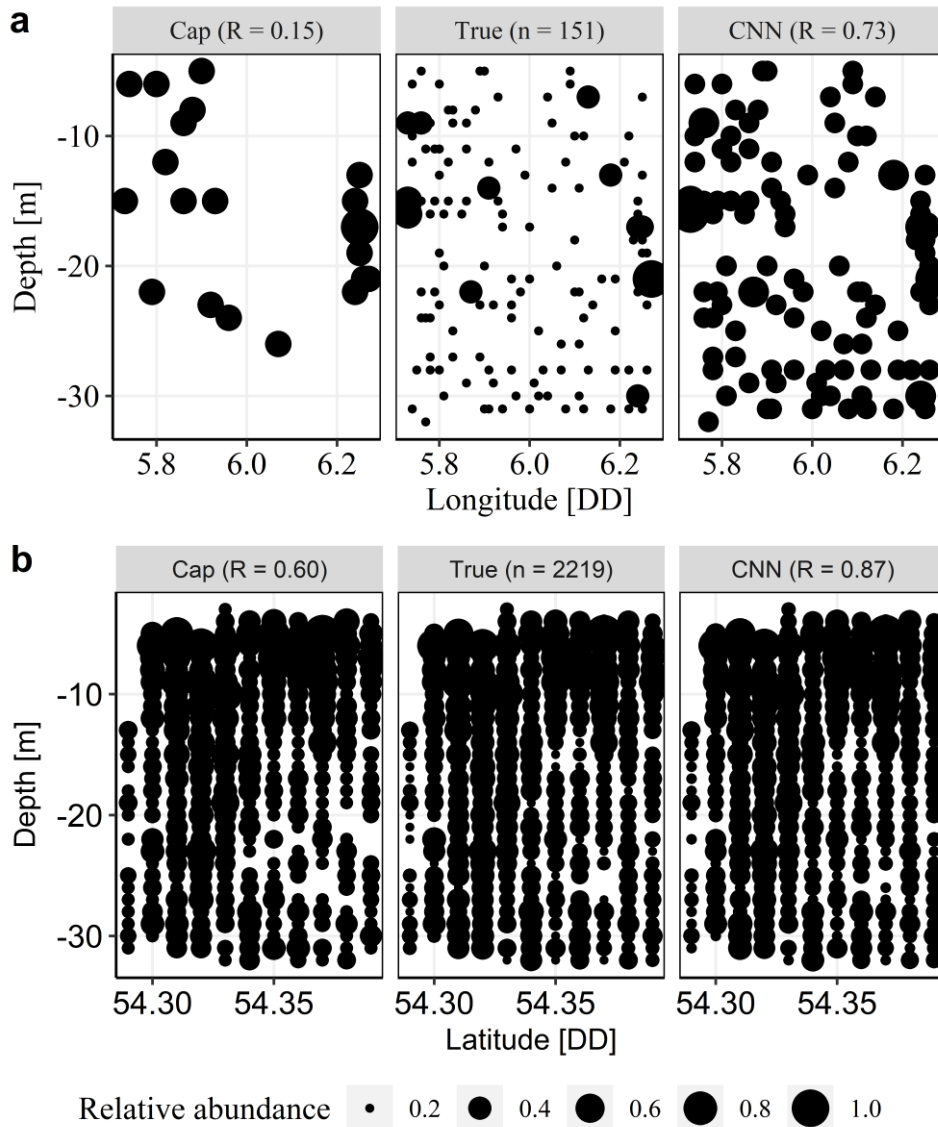 a
Cap (R = 0.15) True (n = 151) CNN (R = 0.73)
Depth [m]
-10
-20
-30
5.8 6.0 6.2 5.8 6.0 6.2 5.8 6.0 6.2
Longitude [DD]
b
Cap (R = 0.60) True (n = 2219) CNN (R = 0.87)
Depth [m]
-10
-20
-30
54.30 54.35 54.30 54.35 54.30 54.35
Latitude [DD]
Relative abundance 0.2 0.4 0.6 0.8 1.0